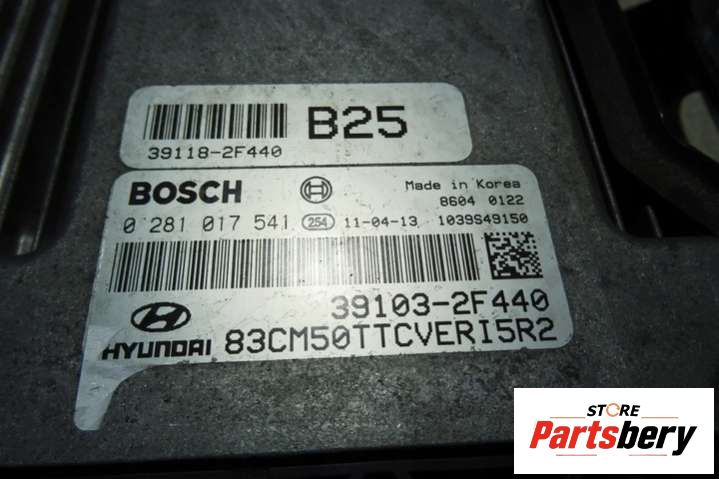 B25
39118-2F440
BOSCH
Made in Korea
8604 0122
0 281 017 541 254 11-04-13 1039S49150
39103-2F440
HYUNDAI 83CM50TTCVERI5R2
STORE
Partsbery